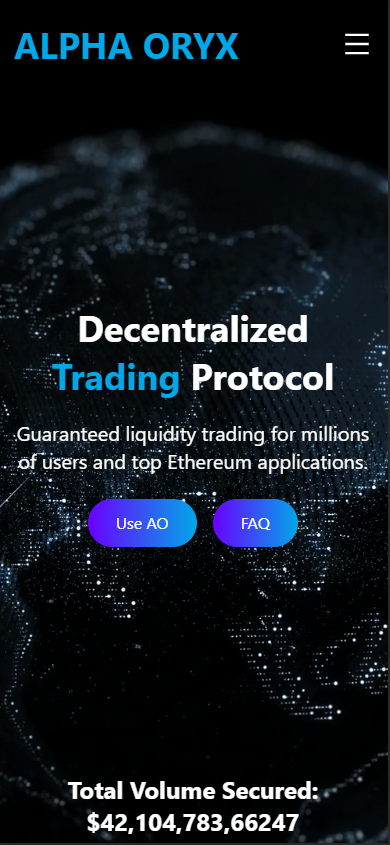 ALPHA ORYX
Decentralized
Trading Protocol
Guaranteed liquidity trading for millions
of users and top Ethereum applications.
Use AO
FAQ
Total Volume Secured:
$42,104,783,66247